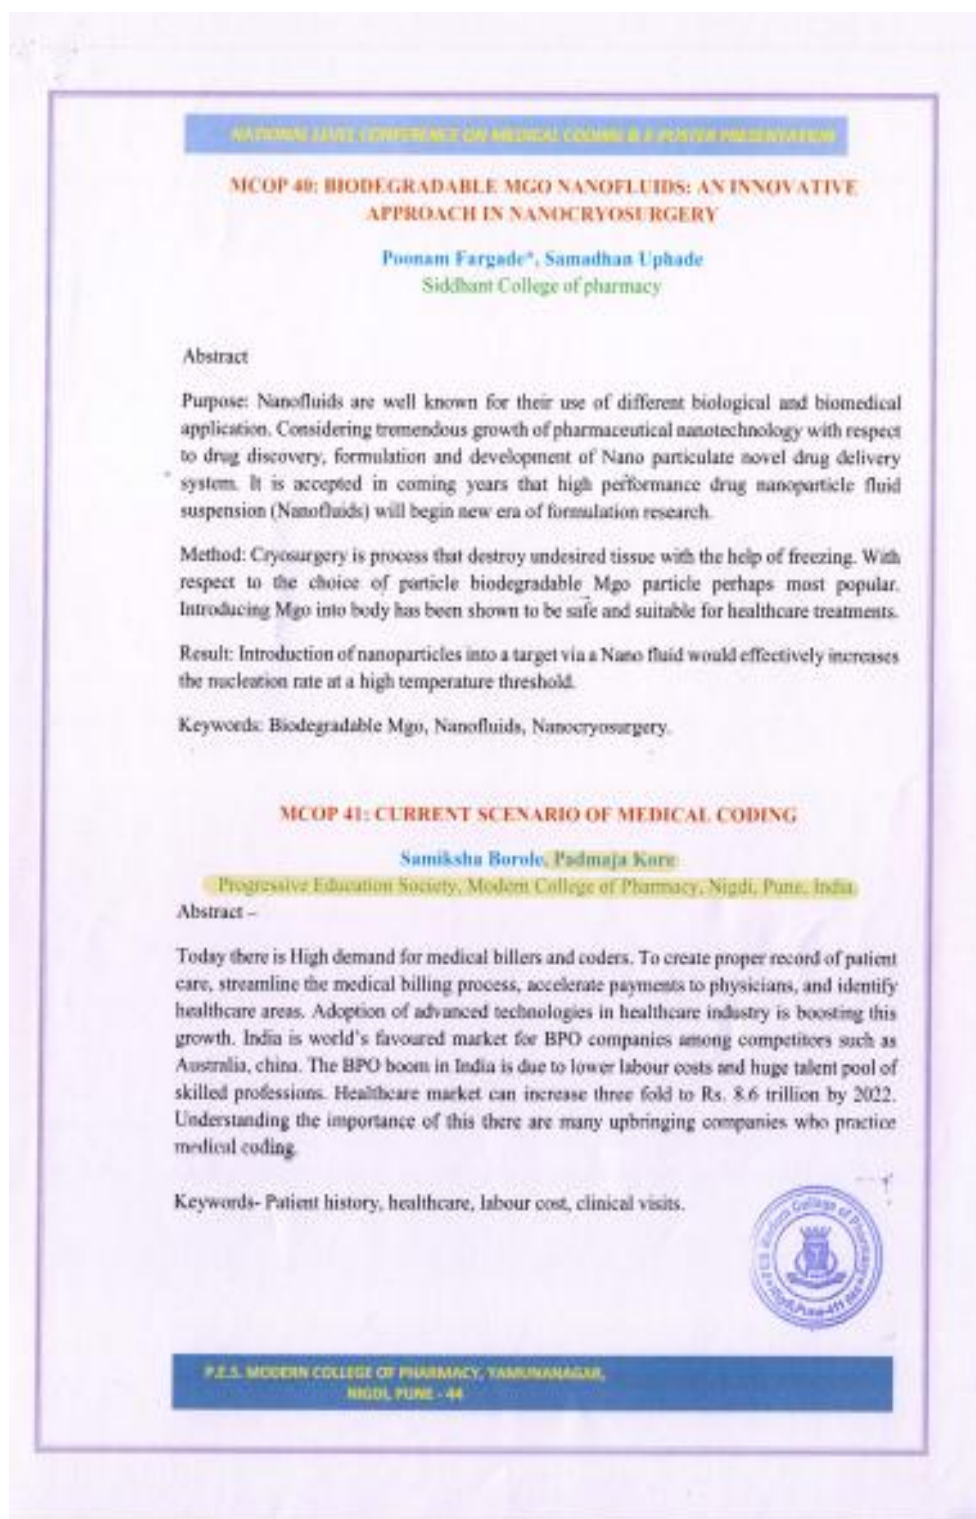 NATIONAL LEVEL CONFERENCE ON MEDICAL CODING & E POSTER PRESENTATION
MCOP 40: BIODEGRADABLE MGO NANOFLUIDS: AN INNOVATIVE
APPROACH IN NANOCRYOSURGERY
Poonam Fargade*, Samadhan Uphade
Siddhant College of pharmacy
Abstract
Purpose: Nanofluids are well known for their use of different biological and biomedical
application. Considering tremendous growth of pharmaceutical nanotechnology with respect
to drug discovery, formulation and development of Nano particulate novel drug delivery
system. It is accepted in coming years that high performance drug nanoparticle fluid
suspension (Nanofluids) will begin new era of formulation research.
Method: Cryosurgery is process that destroy undesired tissue with the help of freezing. With
respect to the choice of particle biodegradable Mgo particle perhaps most popular.
Introducing Mgo into body has been shown to be safe and suitable for healthcare treatments.
Result: Introduction of nanoparticles into a target via a Nano fluid would effectively increases
the nucleation rate at a high temperature threshold.
Keywords: Biodegradable Mgo, Nanofluids, Nanocryosurgery.
MCOP 41: CURRENT SCENARIO OF MEDICAL CODING
Samiksha Borole, Padmaja Kore
Progressive Education Society, Modern College of Pharmacy, Nigdi, Pune, India.
Abstract –
Today there is High demand for medical billers and coders. To create proper record of patient
care, streamline the medical billing process, accelerate payments to physicians, and identify
healthcare areas. Adoption of advanced technologies in healthcare industry is boosting this
growth. India is world's favoured market for BPO companies among competitors such as
Australia, china. The BPO boom in India is due to lower labour costs and huge talent pool of
skilled professions. Healthcare market can increase three fold to Rs. 8.6 trillion by 2022.
Understanding the importance of this there are many upbringing companies who practice
medical coding.
Keywords- Patient history, healthcare, labour cost, clinical visits.
Modern College of Pharmacy
Nigdi, Pune-411
P.E.S. MODERN COLLEGE OF PHARMACY, YAMUNANAGAR,
NIGDI, PUNE - 44